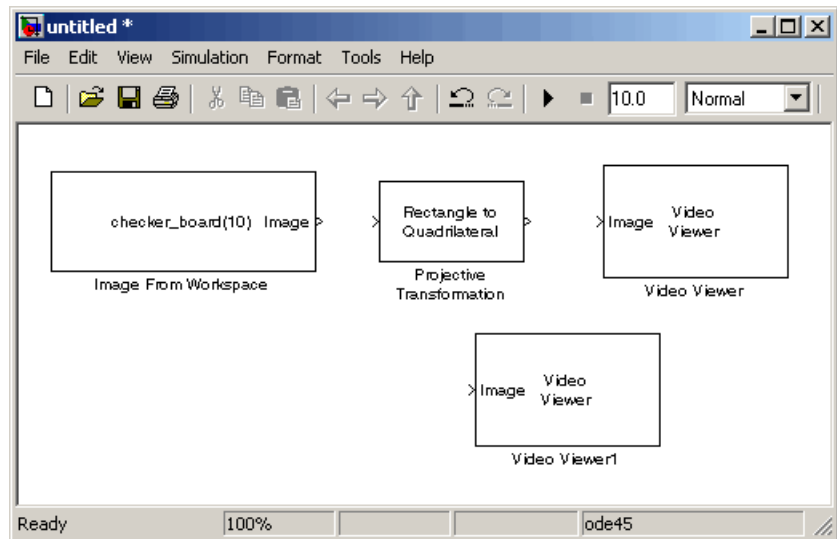 untitled *
File Edit View Simulation Format Tools Help
10.0 Normal
checker_board(10) Image
Image From Workspace
Rectangle to
Quadrilateral
Projective
Transformation
Image Video
Viewer
Video Viewer
Image Video
Viewer
Video Viewer1
Ready 100% ode45